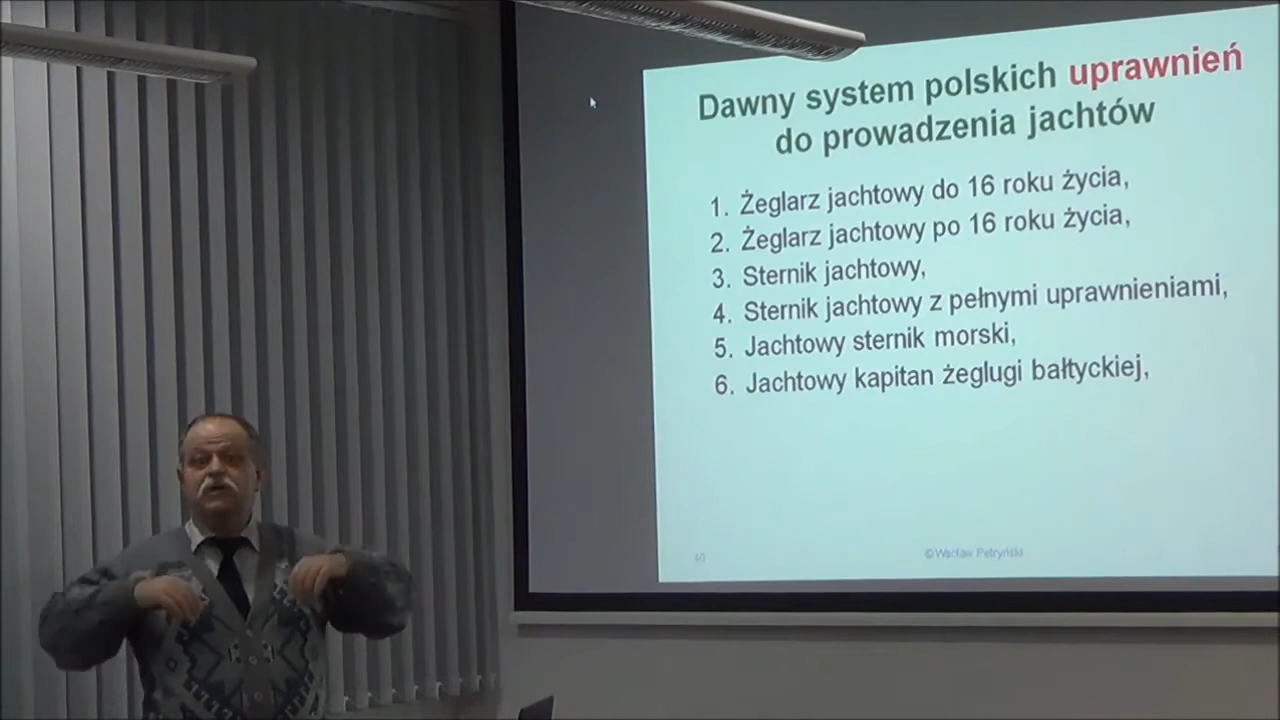 Dawny system polskich uprawnień
do prowadzenia jachtów
1. Żeglarz jachtowy do 16 roku życia,
2. Żeglarz jachtowy po 16 roku życia,
3. Sternik jachtowy,
4. Sternik jachtowy z pełnymi uprawnieniami,
5. Jachtowy sternik morski,
6. Jachtowy kapitan żeglugi bałtyckiej,
40 © Wacław Petryński